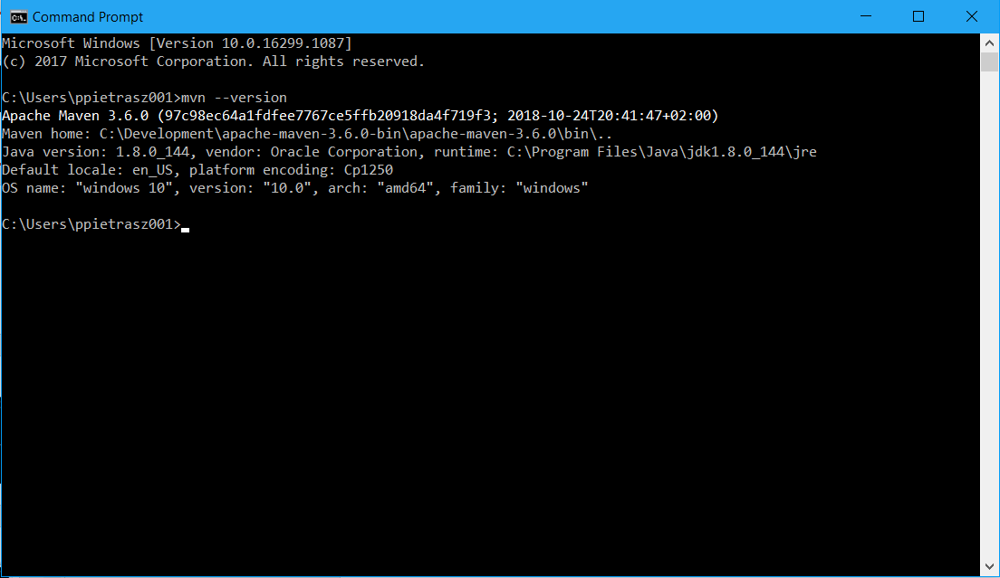 Command Prompt
Microsoft Windows [Version 10.0.16299.1087]
(c) 2017 Microsoft Corporation. All rights reserved.
C:\Users\ppietrasz001>mvn --version
Apache Maven 3.6.0 (97c98ec64a1fdfee7767ce5ffb20918da4f719f3; 2018-10-24T20:41:47+02:00)
Maven home: C:\Development\apache-maven-3.6.0-bin\apache-maven-3.6.0\bin\..
Java version: 1.8.0_144, vendor: Oracle Corporation, runtime: C:\Program Files\Java\jdk1.8.0_144\jre
Default locale: en_US, platform encoding: Cp1250
OS name: "windows 10", version: "10.0", arch: "amd64", family: "windows"
C:\Users\ppietrasz001>